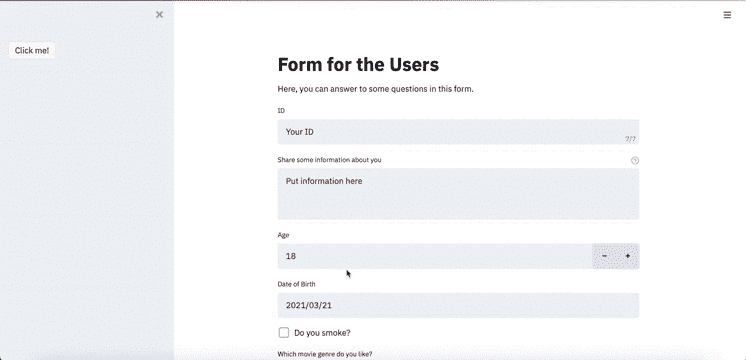 Click me!
Form for the Users
Here, you can answer to some questions in this form.
ID
Your ID
7/7
Share some information about you
Put information here
Age
18
Date of Birth
2021/03/21
Do you smoke?
Which movie genre do you like?